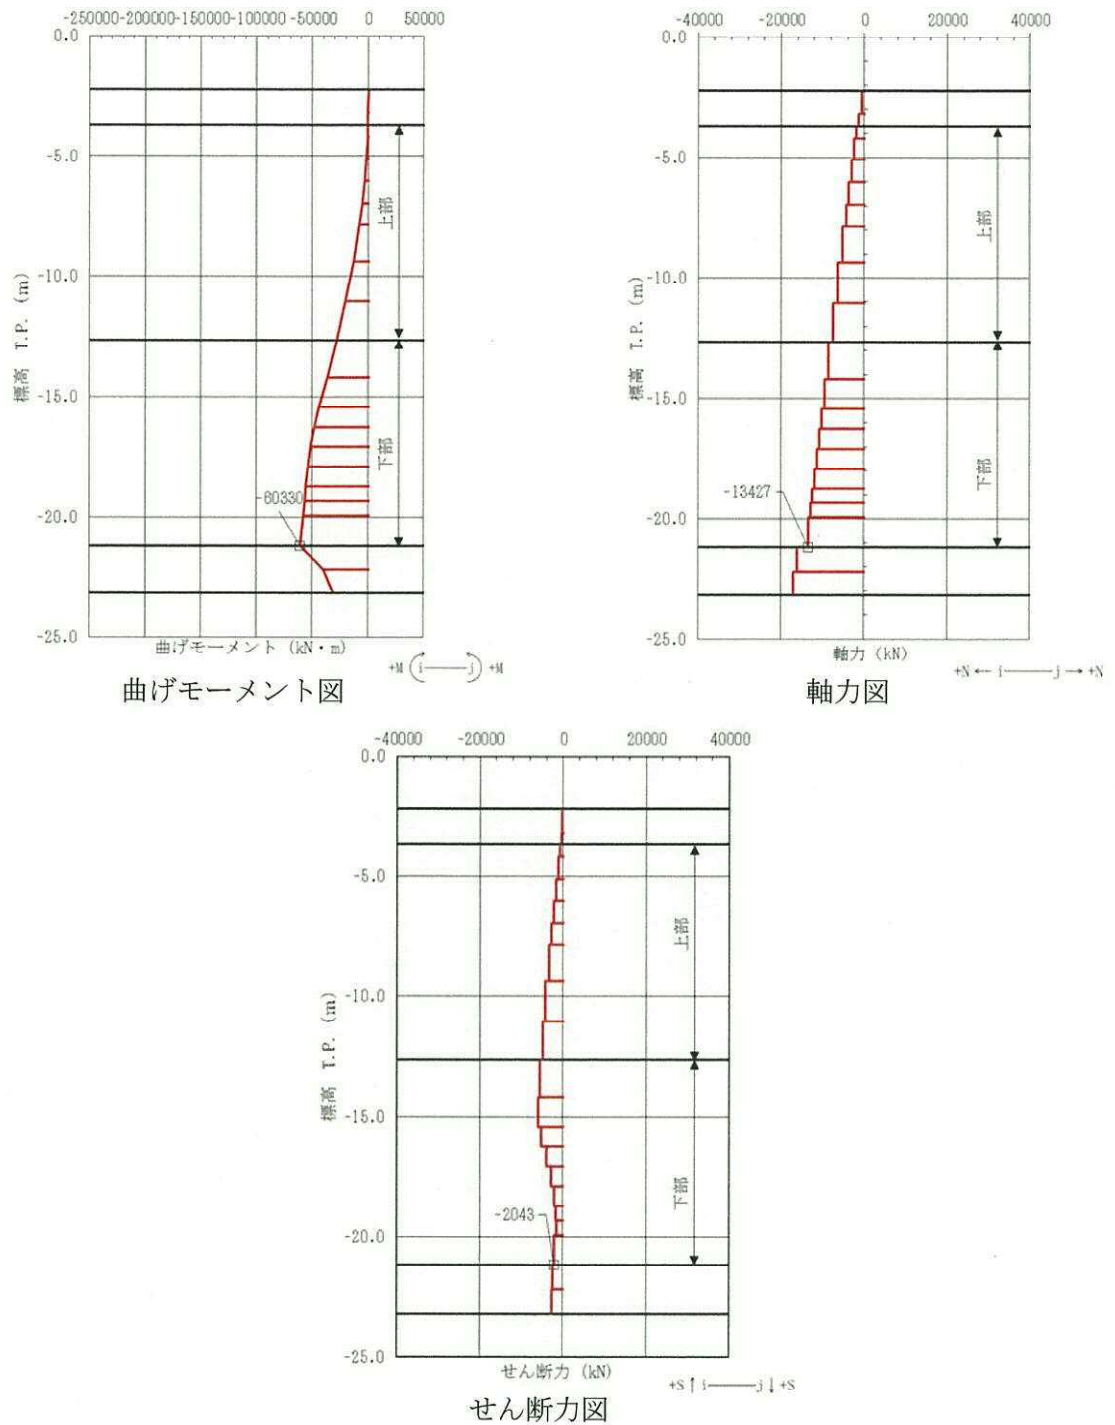 -250000-200000-150000-100000 -50000 0 50000
0.0
-5.0
-10.0
-15.0
-20.0
-25.0
標高 T.P. (m)
上部
下部
-60330
曲げモーメント (kN・m)
+M i j +M
曲げモーメント図
-40000 -20000 0 20000 40000
0.0
-5.0
-10.0
-15.0
-20.0
-25.0
標高 T.P. (m)
上部
下部
-13427
軸力 (kN)
+N ← i j → +N
軸力図
-40000 -20000 0 20000 40000
0.0
-5.0
-10.0
-15.0
-20.0
-25.0
標高 T.P. (m)
上部
下部
-2043
せん断力 (kN)
+S ↑ i j ↓ +S
せん断力図